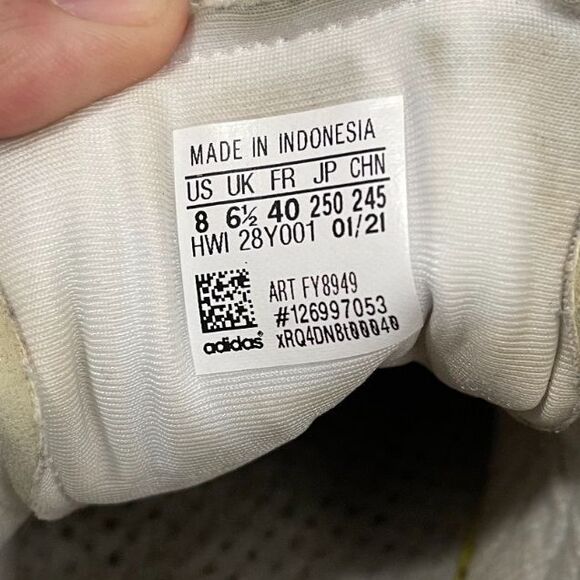 MADE IN INDONESIA
US UK FR JP CHN
8 6½ 40 250 245
HWI 28Y001 01/21
ART FY8949
#126997053
adidas® xRQ4DN8t00040